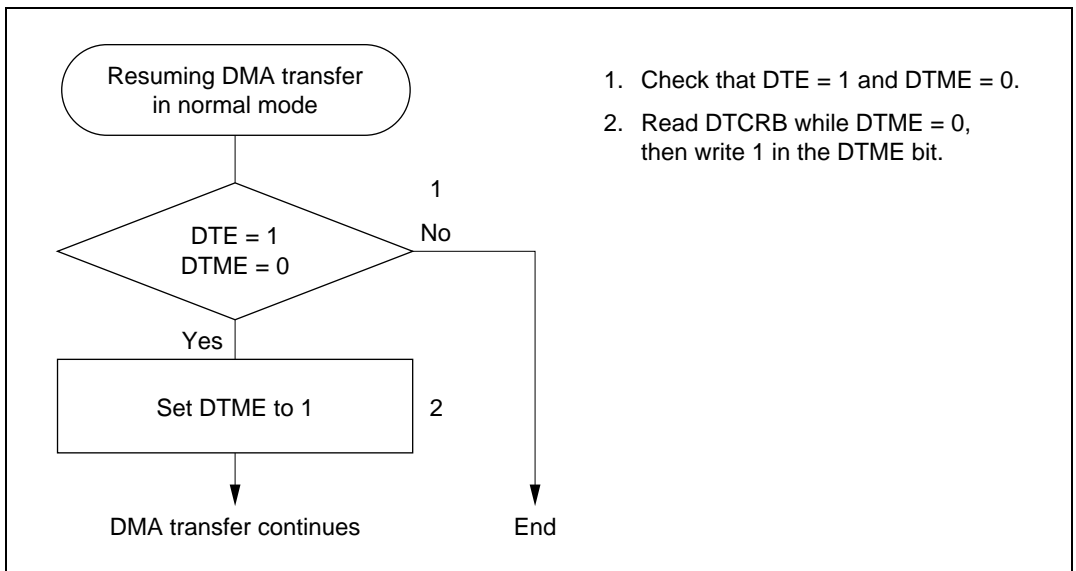 Resuming DMA transfer
in normal mode
1
DTE = 1
DTME = 0
No
Yes
Set DTME to 1
2
DMA transfer continues
End
1. Check that DTE = 1 and DTME = 0.
2. Read DTCRB while DTME = 0,
then write 1 in the DTME bit.